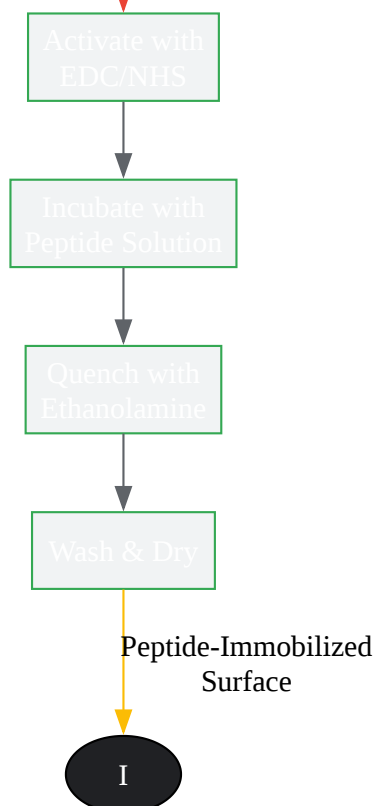 Activate with
EDC/NHS
Incubate with
Peptide Solution
Quench with
Ethanolamine
Wash & Dry
Peptide-Immobilized
Surface
I